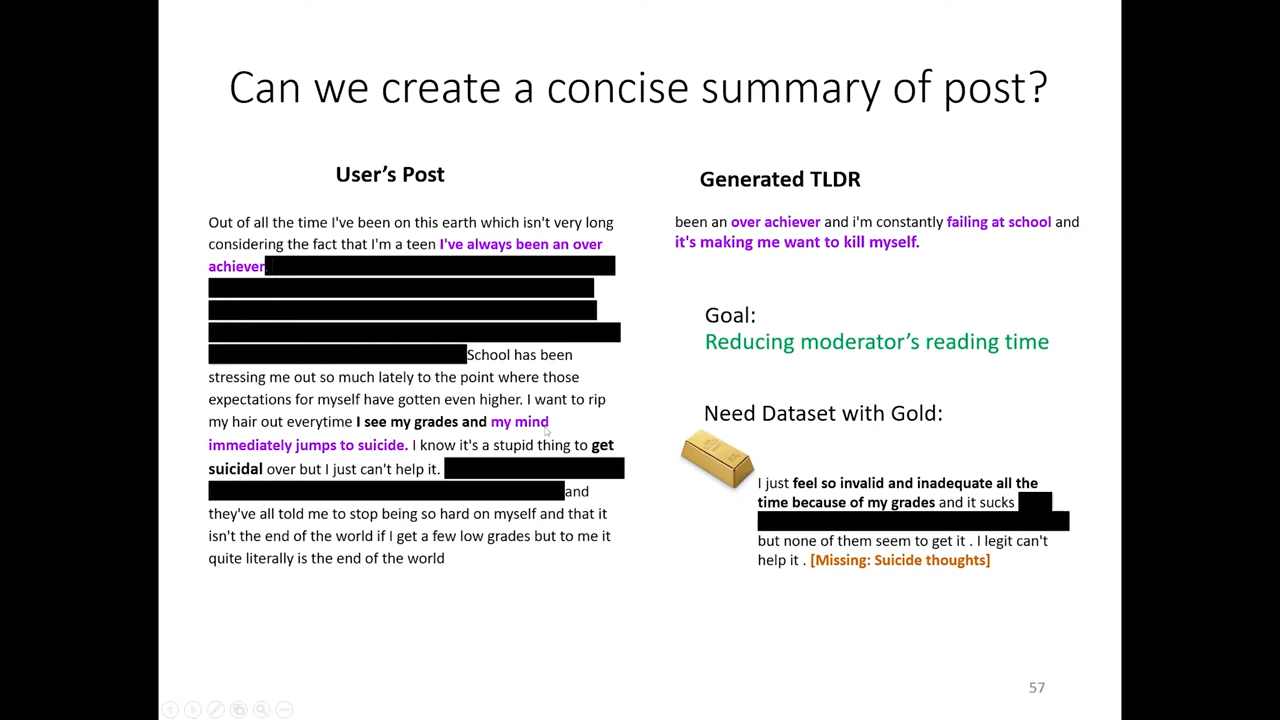 Can we create a concise summary of post?
User's Post
Out of all the time I've been on this earth which isn't very long
considering the fact that I'm a teen I've always been an over
achiever.
School has been
stressing me out so much lately to the point where those
expectations for myself have gotten even higher. I want to rip
my hair out everytime I see my grades and my mind
immediately jumps to suicide. I know it's a stupid thing to get
suicidal over but I just can't help it.
and
they've all told me to stop being so hard on myself and that it
isn't the end of the world if I get a few low grades but to me it
quite literally is the end of the world
Generated TLDR
been an over achiever and i'm constantly failing at school and
it's making me want to kill myself.
Goal:
Reducing moderator's reading time
Need Dataset with Gold:
I just feel so invalid and inadequate all the
time because of my grades and it sucks
but none of them seem to get it . I legit can't
help it . [Missing: Suicide thoughts]
57